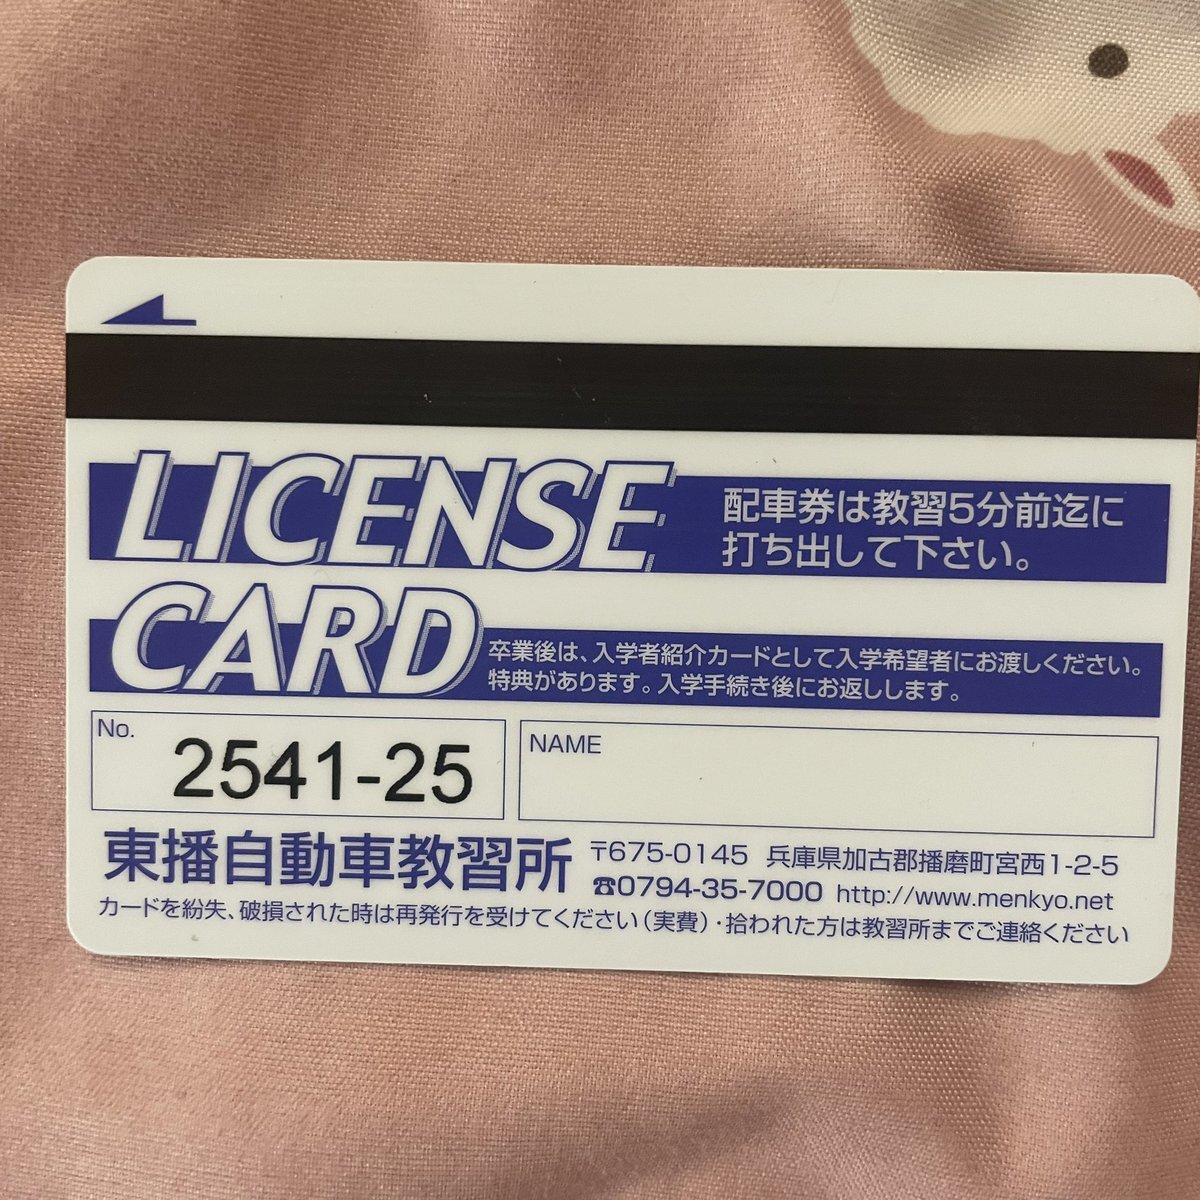 LICENSE
CARD
配車券は教習5分前迄に
打ち出して下さい。
卒業後は、入学者紹介カードとして入学希望者にお渡しください。
特典があります。入学手続き後にお返しします。
No.
2541-25
NAME
東播自動車教習所
〒675-0145 兵庫県加古郡播磨町宮西1-2-5
☎0794-35-7000 http://www.menkyo.net
カードを紛失、破損された時は再発行を受けてください(実費)・拾われた方は教習所までご連絡ください